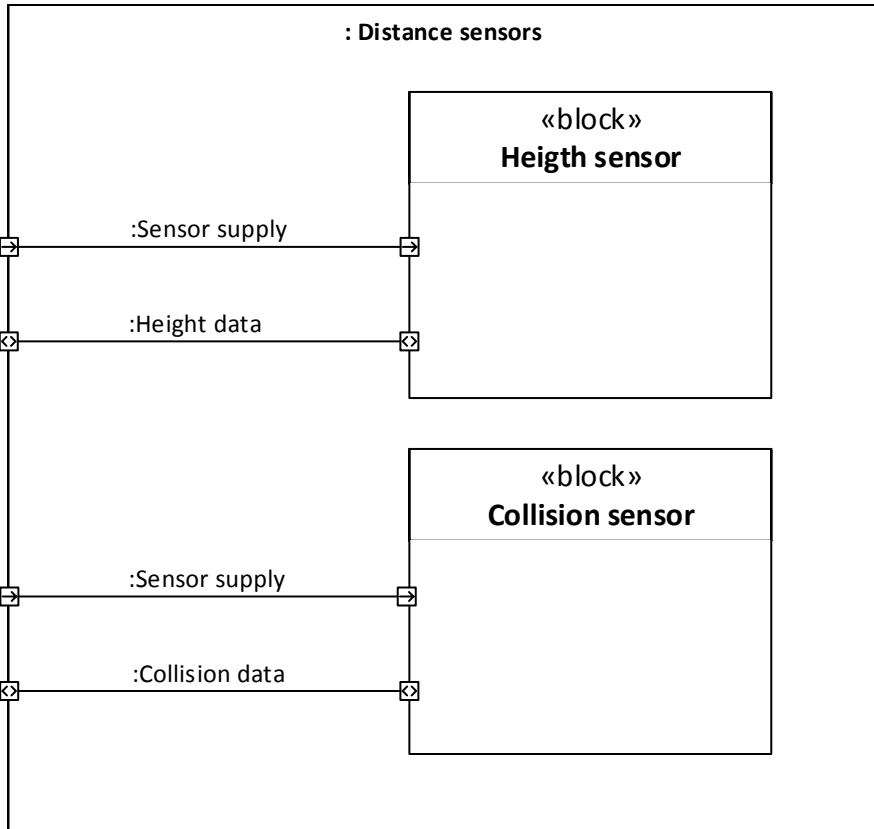 : Distance sensors
«block»
Heigth sensor
:Sensor supply
:Height data
«block»
Collision sensor
:Sensor supply
:Collision data